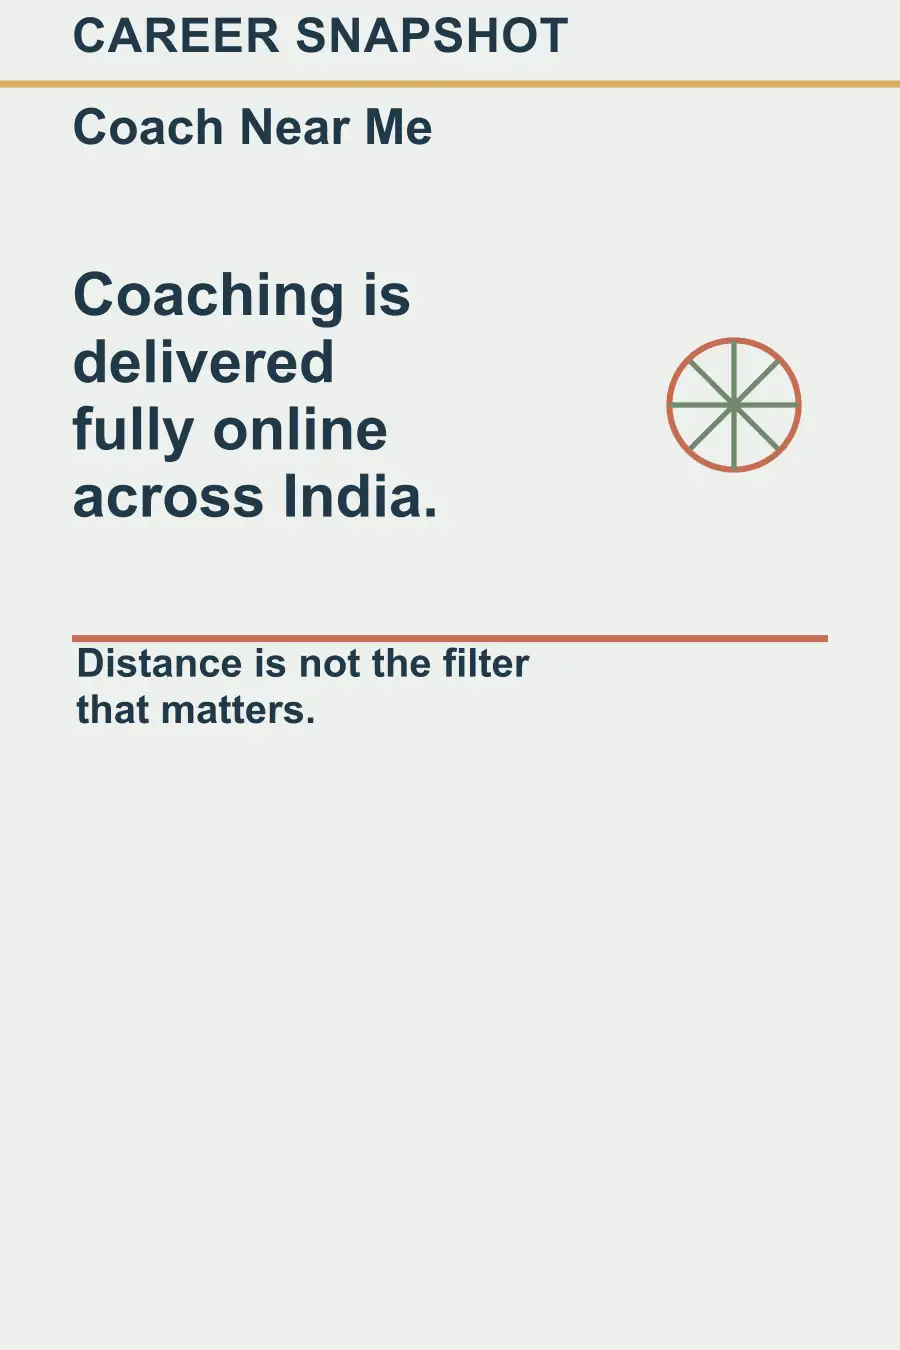 CAREER SNAPSHOT
Coach Near Me
Coaching is
delivered
fully online
across India.
Distance is not the filter
that matters.